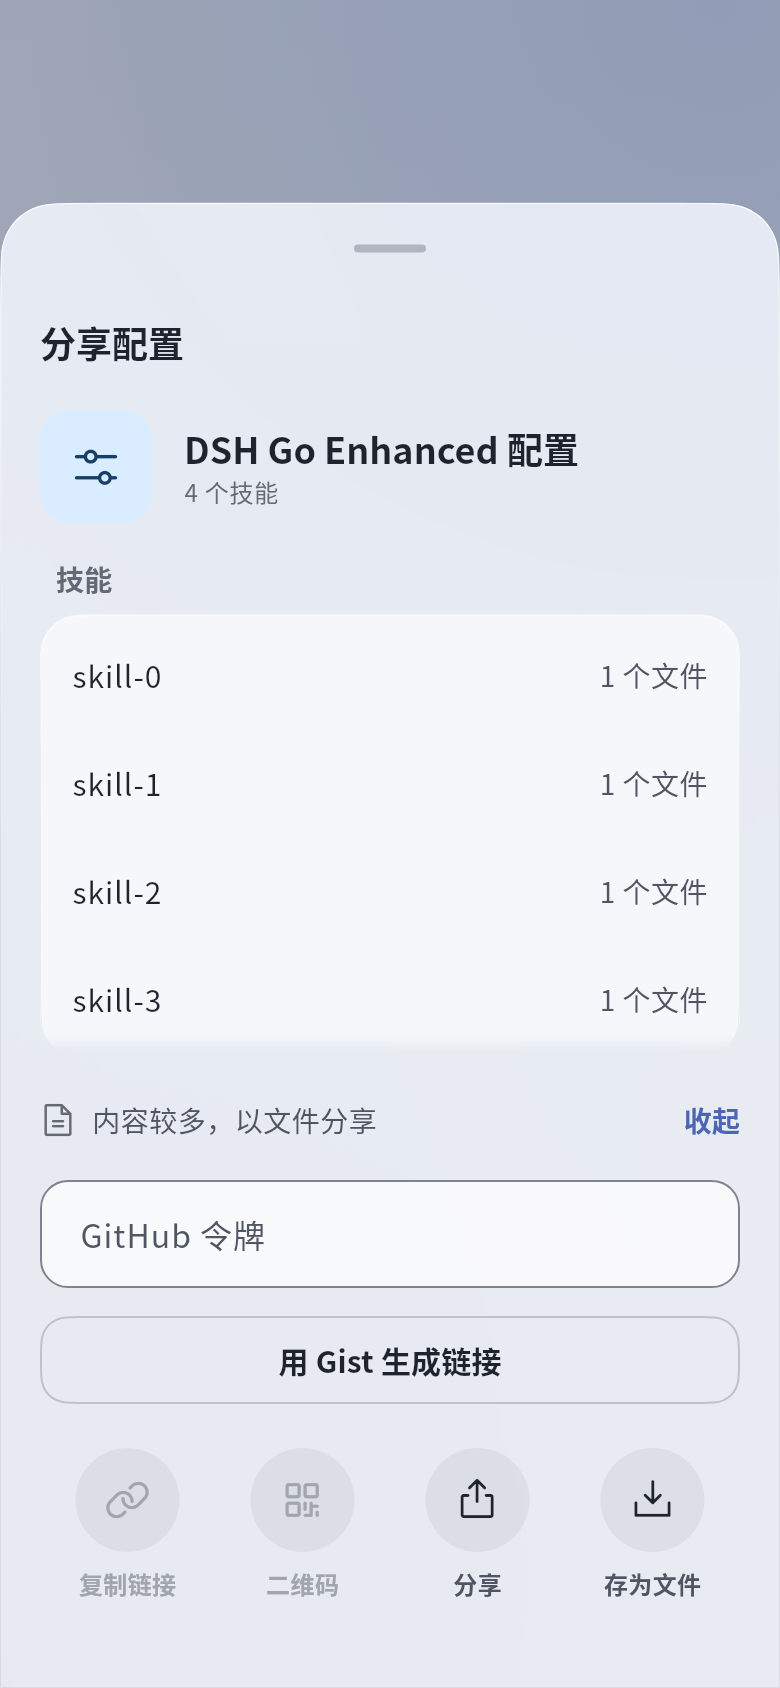 分享配置
DSH Go Enhanced 配置
4 个技能
技能
skill-0 1 个文件
skill-1 1 个文件
skill-2 1 个文件
skill-3 1 个文件
内容较多，以文件分享 收起
GitHub 令牌
用 Gist 生成链接
复制链接 二维码 分享 存为文件